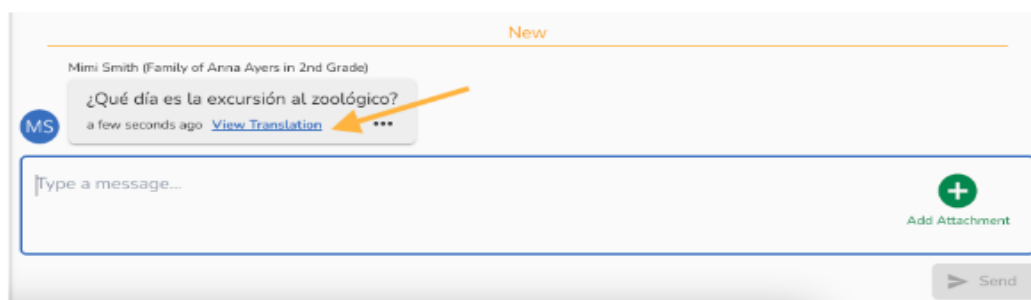 New
Mimi Smith (Family of Anna Ayers in 2nd Grade)
¿Qué día es la excursión al zoológico?
MS
a few seconds ago View Translation •••
Type a message...
Add Attachment
Send